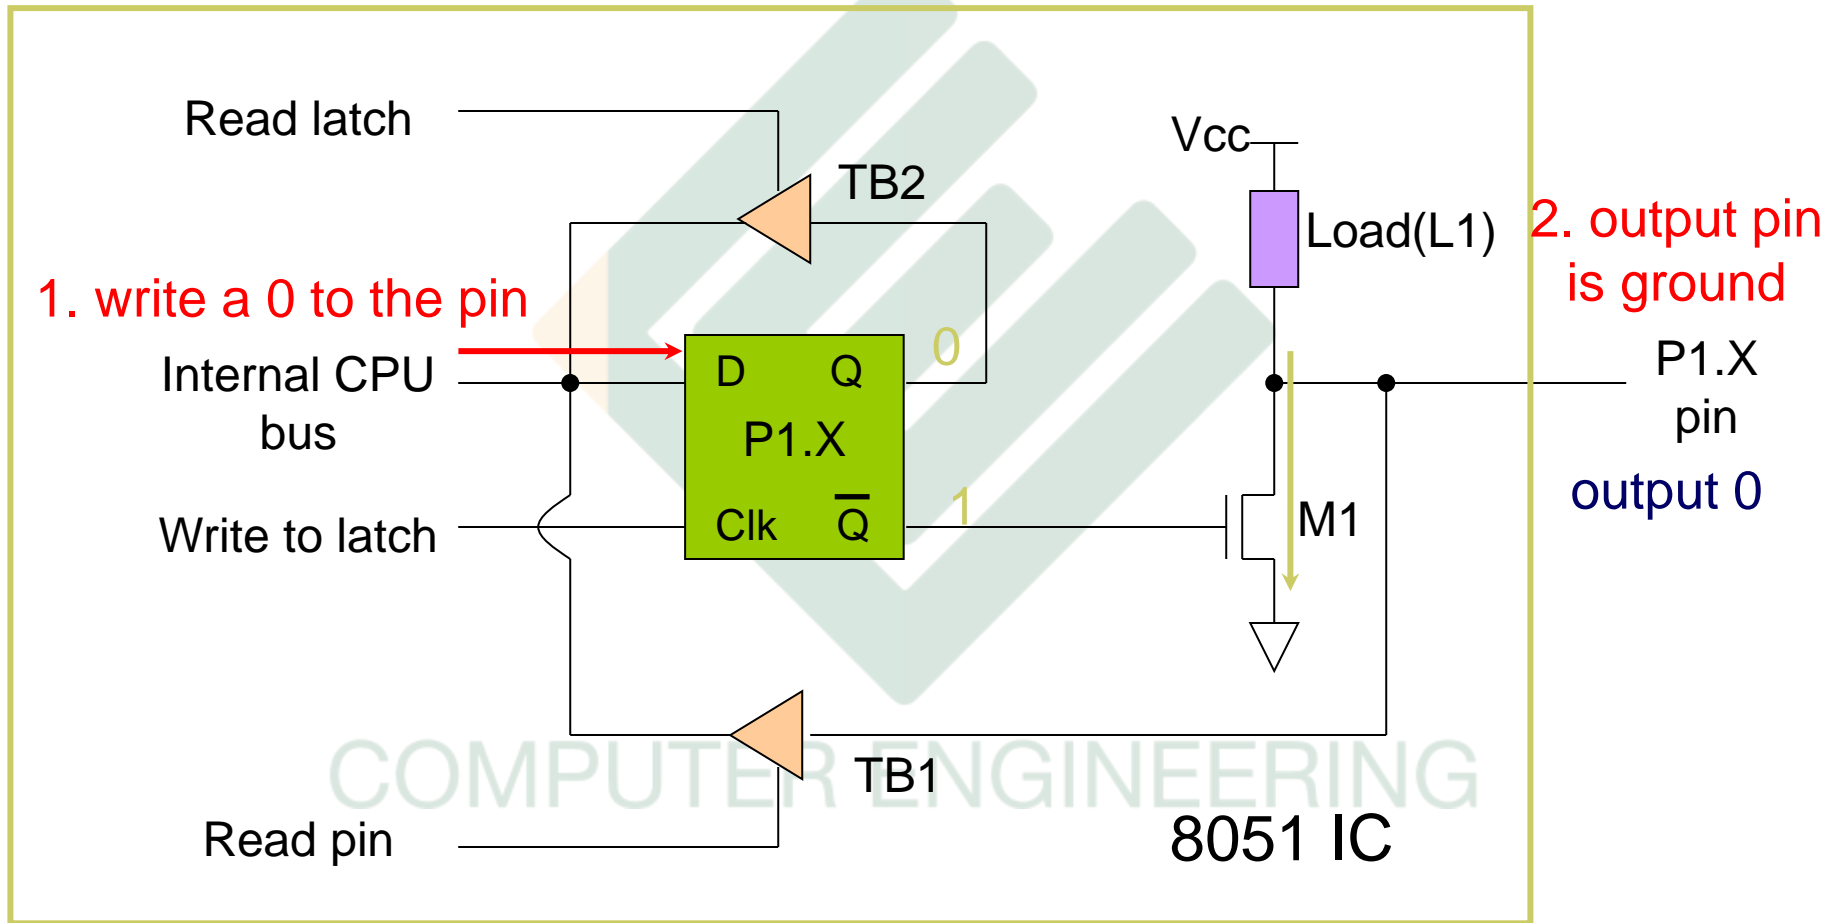 Read latch
TB2
Vcc
Load(L1)
2. output pin
is ground
1. write a 0 to the pin
Internal CPU
bus
D Q
P1.X
Clk Q̅
0
1
P1.X
pin
output 0
Write to latch
M1
TB1
COMPUTER ENGINEERING
Read pin
8051 IC